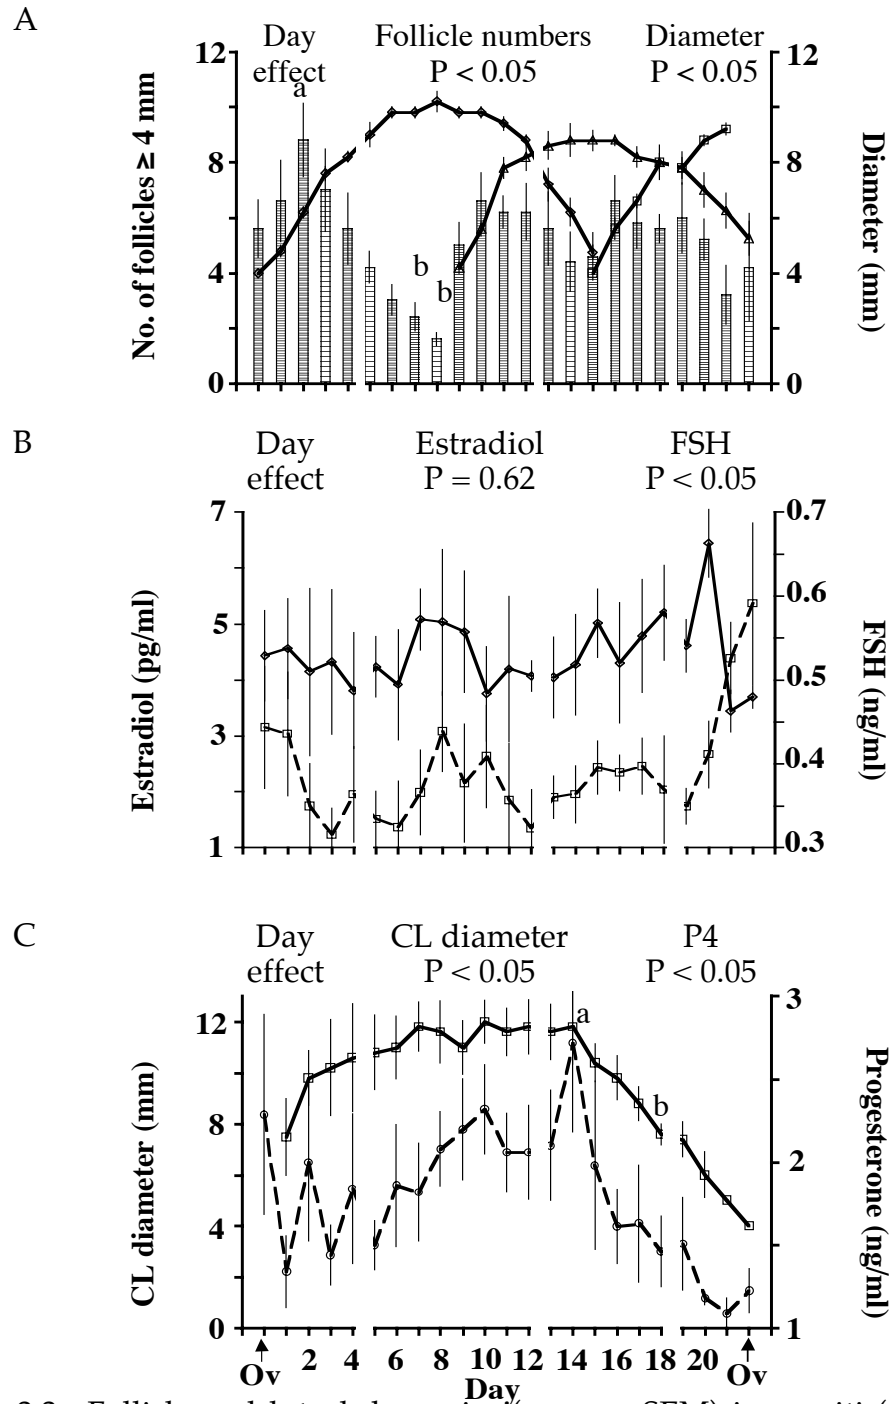 A
Day Follicle numbers Diameter
effect P < 0.05 P < 0.05
12 12
a
8 8
b
4 4
b
0 0
No. of follicles ≥ 4 mm
Diameter (mm)
B
Day Estradiol FSH
effect P = 0.62 P < 0.05
7 0.7
0.6
5
0.5
3 0.4
1 0.3
Estradiol (pg/ml)
FSH (ng/ml)
C
Day CL diameter P4
effect P < 0.05 P < 0.05
3
12
a
b
8
2
4
0 1
CL diameter (mm)
Progesterone (ng/ml)
2 4 6 8 10 12 14 16 18 20
Ov Ov
Day